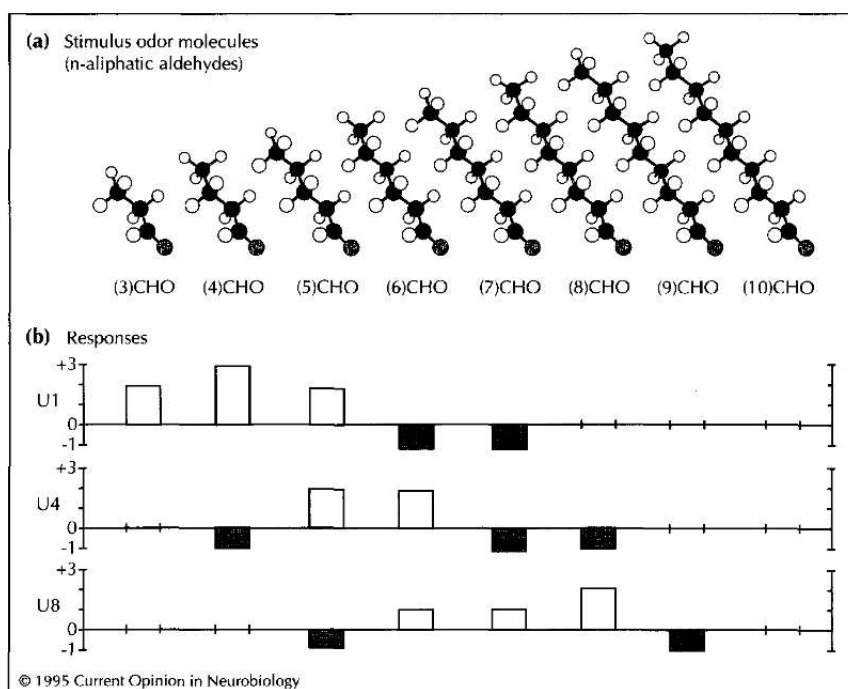 (a) Stimulus odor molecules
(n-aliphatic aldehydes)
(3)CHO (4)CHO (5)CHO (6)CHO (7)CHO (8)CHO (9)CHO (10)CHO
(b) Responses
+3
U1
0
-1
+3
U4
0
-1
+3
U8
0
-1
© 1995 Current Opinion in Neurobiology